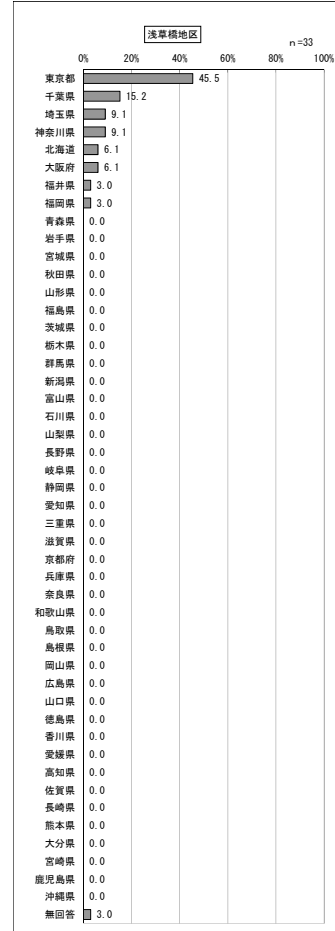 浅草橋地区
n=33
0% 20% 40% 60% 80% 100%
東京都 45.5
千葉県 15.2
埼玉県 9.1
神奈川県 9.1
北海道 6.1
大阪府 6.1
福井県 3.0
福岡県 3.0
青森県 0.0
岩手県 0.0
宮城県 0.0
秋田県 0.0
山形県 0.0
福島県 0.0
茨城県 0.0
栃木県 0.0
群馬県 0.0
新潟県 0.0
富山県 0.0
石川県 0.0
山梨県 0.0
長野県 0.0
岐阜県 0.0
静岡県 0.0
愛知県 0.0
三重県 0.0
滋賀県 0.0
京都府 0.0
兵庫県 0.0
奈良県 0.0
和歌山県 0.0
鳥取県 0.0
島根県 0.0
岡山県 0.0
広島県 0.0
山口県 0.0
徳島県 0.0
香川県 0.0
愛媛県 0.0
高知県 0.0
佐賀県 0.0
長崎県 0.0
熊本県 0.0
大分県 0.0
宮崎県 0.0
鹿児島県 0.0
沖縄県 0.0
無回答 3.0